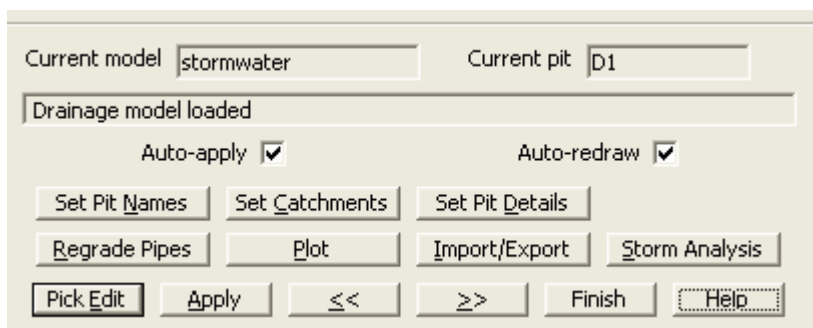 Current model stormwater Current pit D1
Drainage model loaded
Auto-apply Auto-redraw
Set Pit Names Set Catchments Set Pit Details
Regrade Pipes Plot Import/Export Storm Analysis
Pick Edit Apply << >> Finish Help